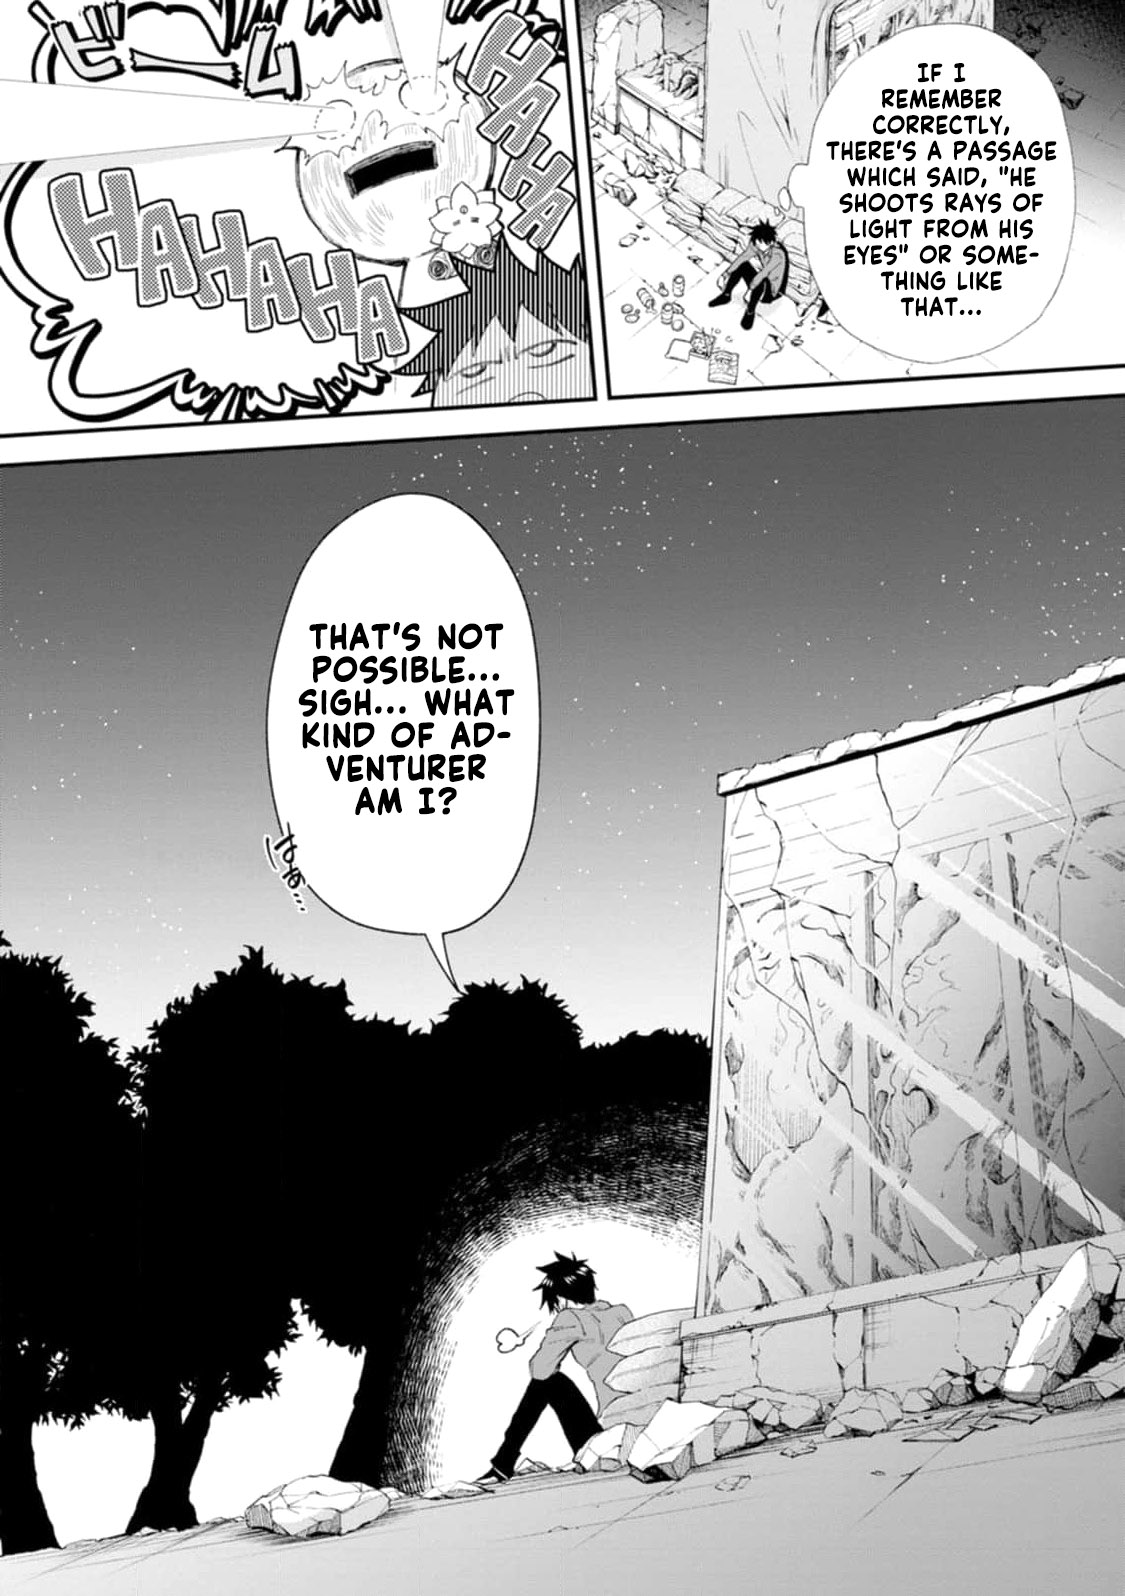 IF I
REMEMBER
CORRECTLY,
THERE'S A PASSAGE
WHICH SAID, "HE
SHOOTS RAYS OF
LIGHT FROM HIS
EYES" OR SOME-
THING LIKE
THAT...
ビーム
HAHAHA
HAHAHAHA
THAT'S NOT
POSSIBLE...
SIGH... WHAT
KIND OF AD-
VENTURER
AM I?
はぁ...